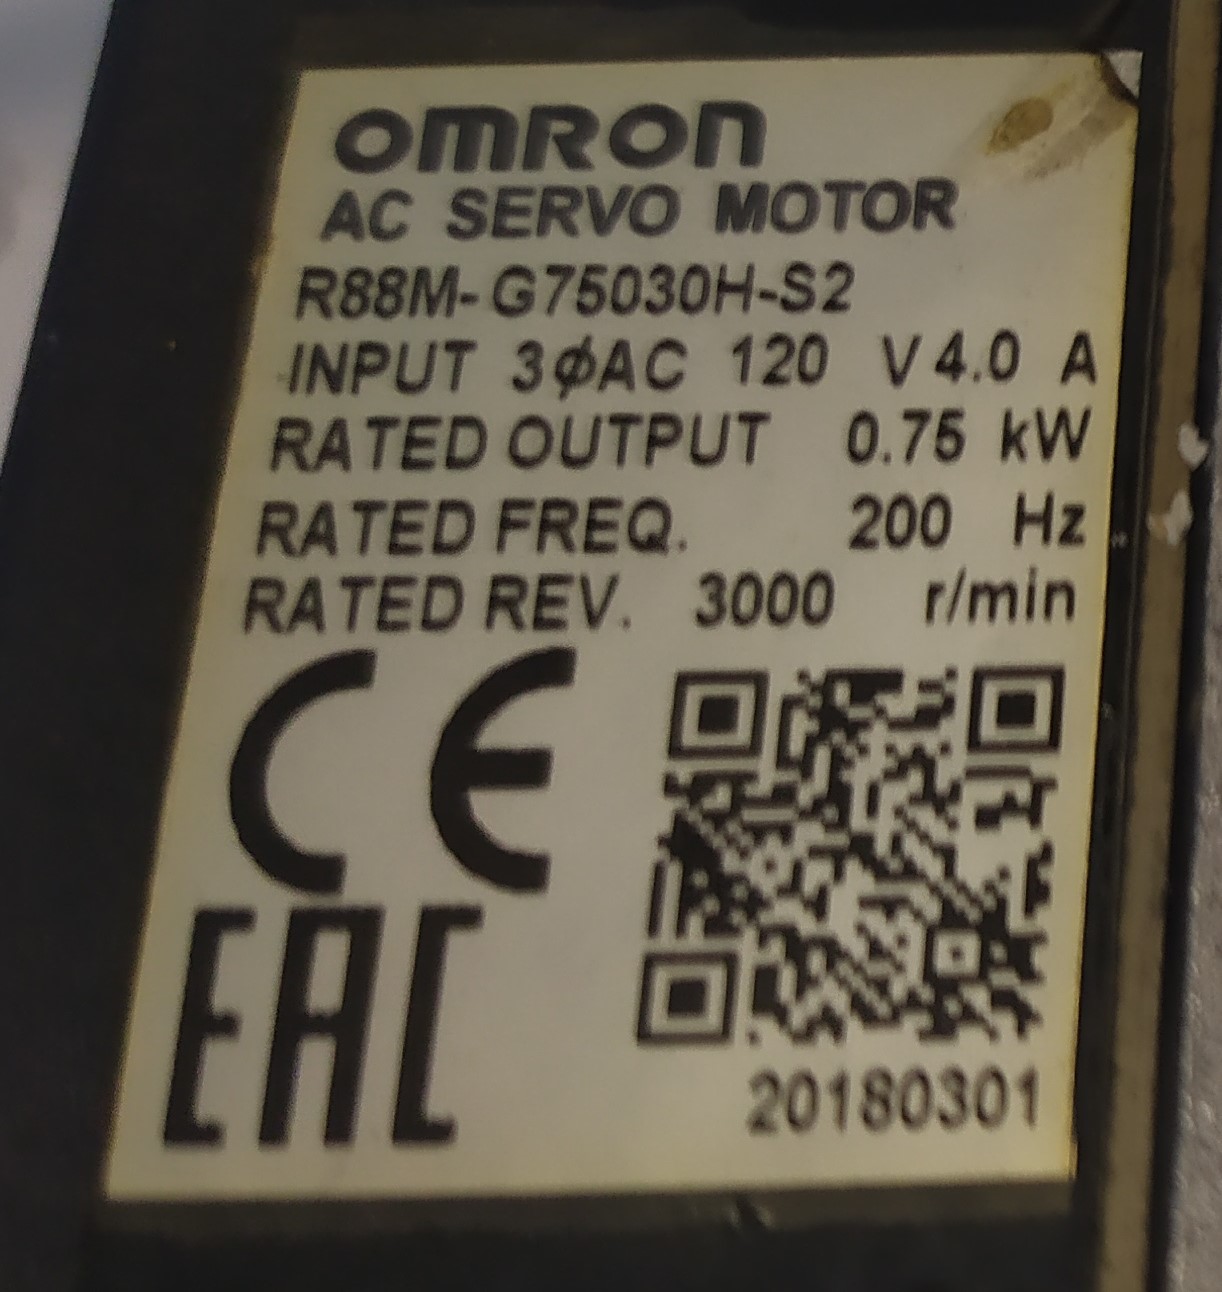 OMRON
AC SERVO MOTOR
R88M-G75030H-S2
INPUT 3ϕAC 120 V 4.0 A
RATED OUTPUT 0.75 kW
RATED FREQ. 200 Hz
RATED REV. 3000 r/min
CE
EAC
20180301